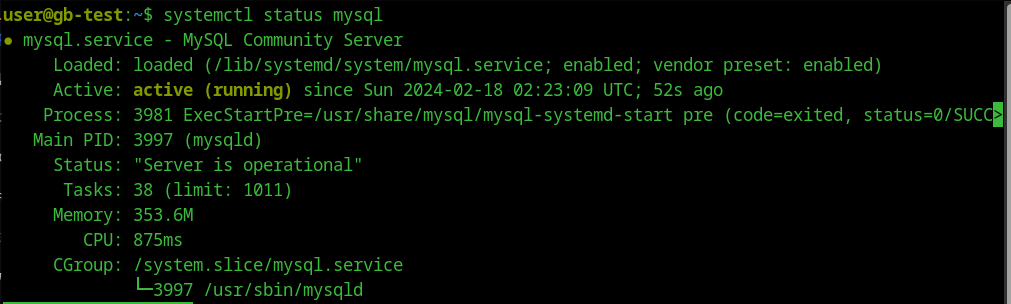 user@gb-test:~$ systemctl status mysql
● mysql.service - MySQL Community Server
Loaded: loaded (/lib/systemd/system/mysql.service; enabled; vendor preset: enabled)
Active: active (running) since Sun 2024-02-18 02:23:09 UTC; 52s ago
Process: 3981 ExecStartPre=/usr/share/mysql/mysql-systemd-start pre (code=exited, status=0/SUCC>
Main PID: 3997 (mysqld)
Status: "Server is operational"
Tasks: 38 (limit: 1011)
Memory: 353.6M
CPU: 875ms
CGroup: /system.slice/mysql.service
└─3997 /usr/sbin/mysqld